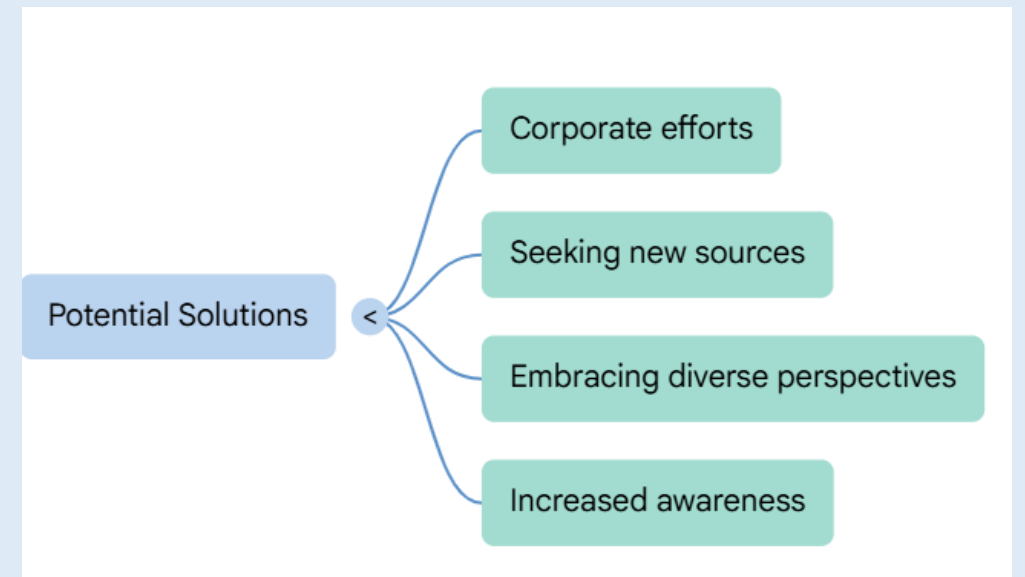 Potential Solutions
<
Corporate efforts
Seeking new sources
Embracing diverse perspectives
Increased awareness